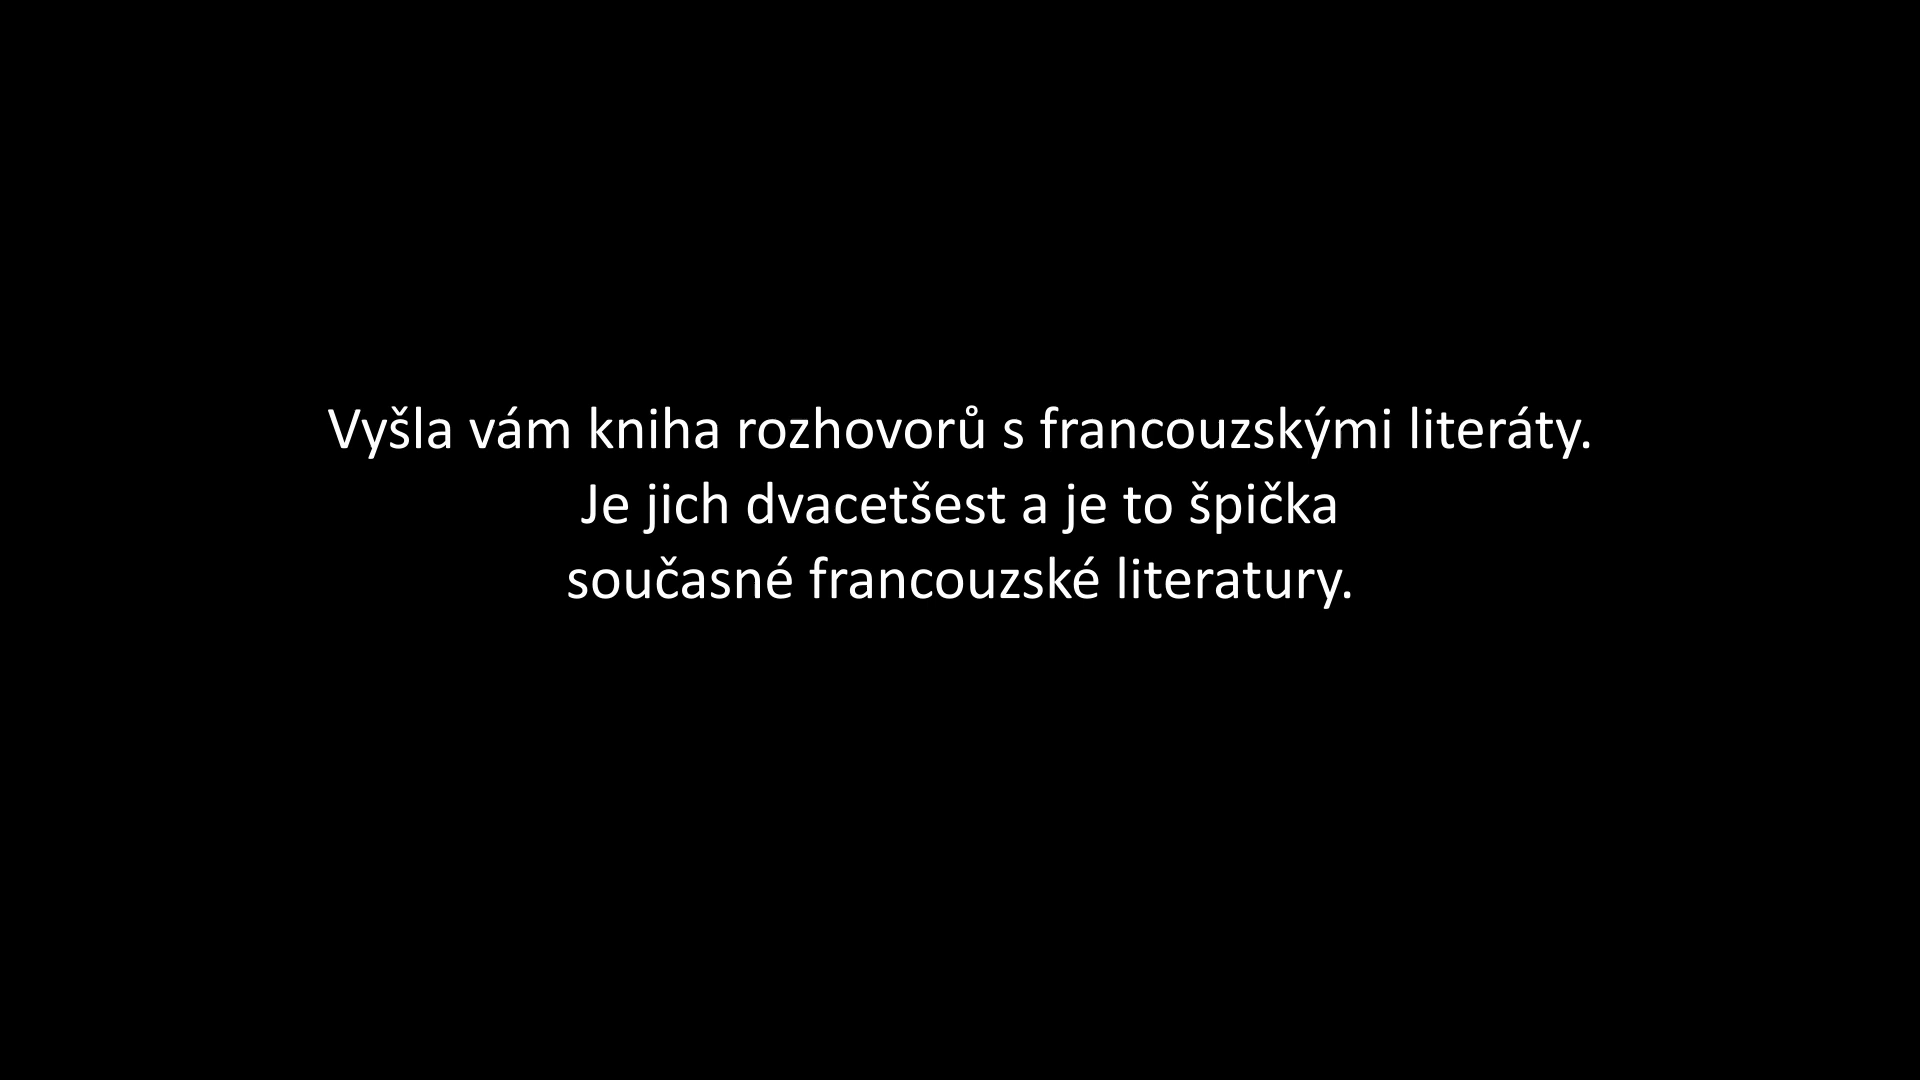 Vyšla vám kniha rozhovorů s francouzskými literáty.
Je jich dvacetšest a je to špička
současné francouzské literatury.